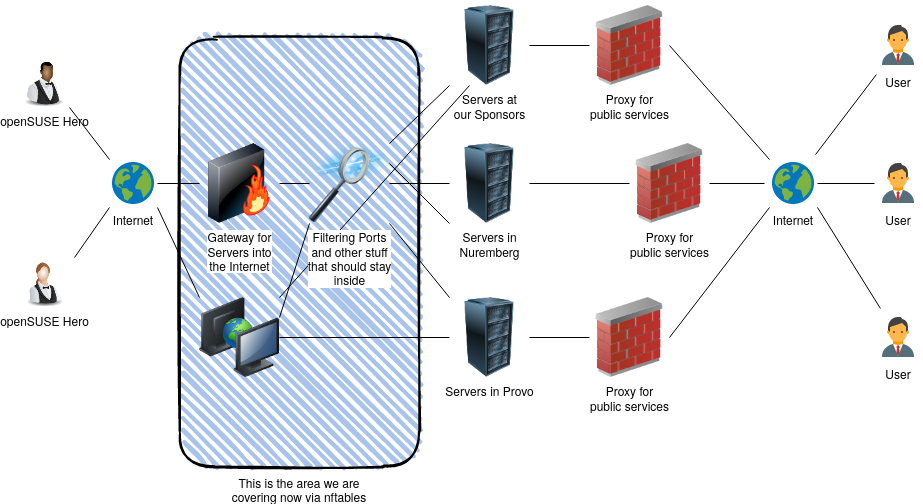 openSUSE Hero
Internet
openSUSE Hero
Gateway for
Servers into
the Internet
Filtering Ports
and other stuff
that should stay
inside
This is the area we are
covering now via nftables
Servers at
our Sponsors
Servers in
Nuremberg
Servers in Provo
Proxy for
public services
Proxy for
public services
Proxy for
public services
Internet
User
User
User